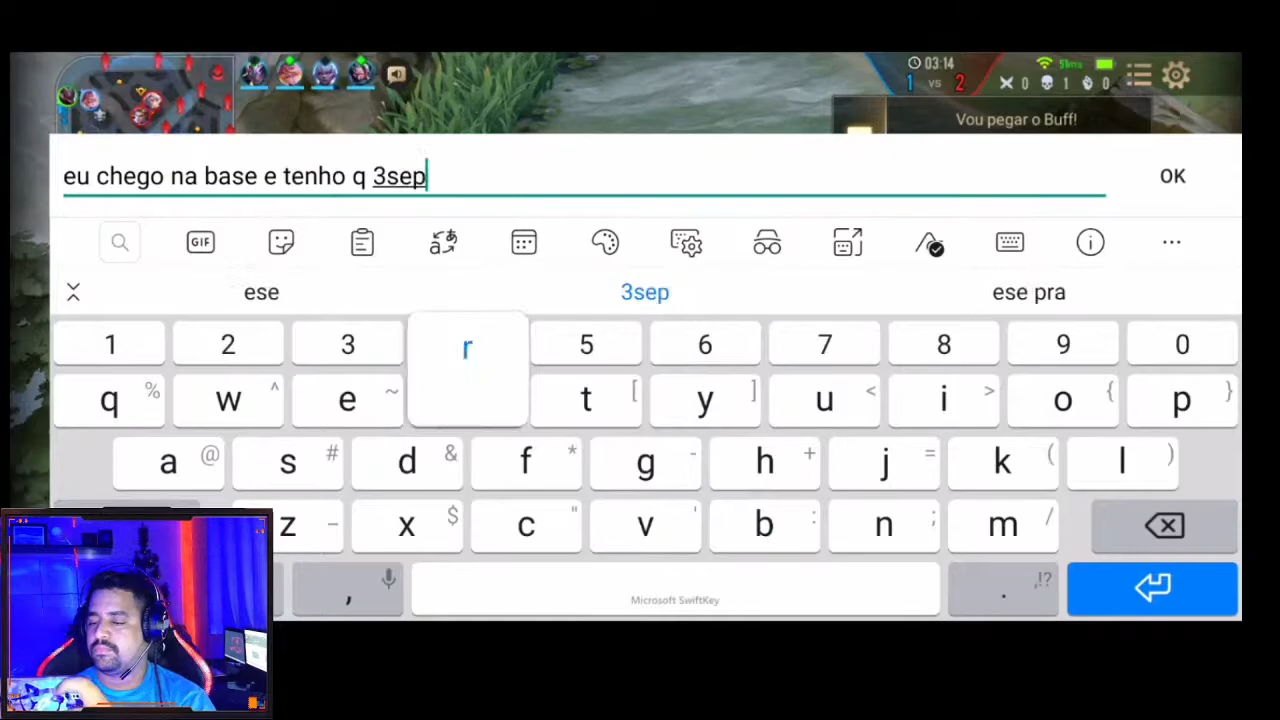 03:14
51ms
1 vs 2
0 1 0
Vou pegar o Buff!
eu chego na base e tenho q 3sep
OK
GIF
ese 3sep ese pra
1 2 3 r 5 6 7 8 9 0
q % w ^ e ~ t [ y ] u < i > o { p }
a @ s # d & f * g - h + j = k ( l )
z _ x $ c " v ' b : n ; m /
, Microsoft SwiftKey . ,!?